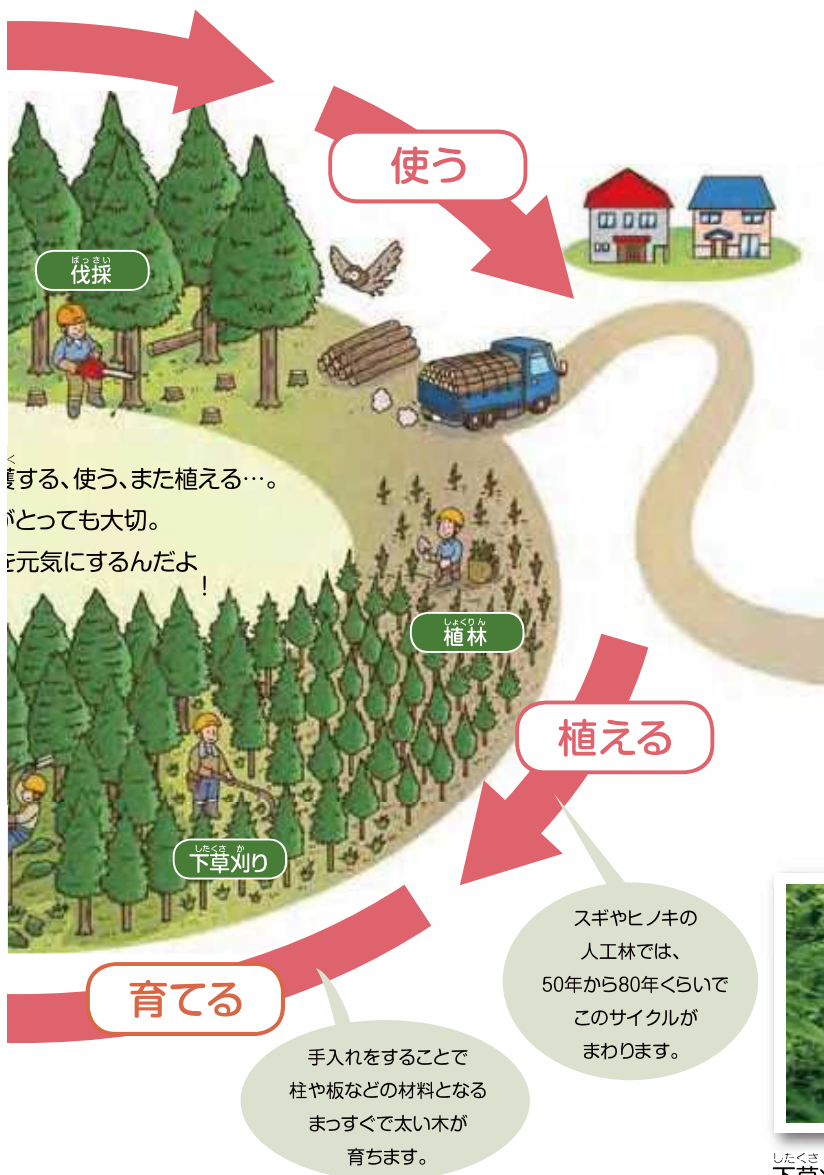 使う
ばっさい
伐採
く
穫する、使う、また植える…。
がとっても大切。
を元気にするんだよ!
しょくりん
植林
植える
したくさ か
下草刈り
育てる
スギやヒノキの
人工林では、
50年から80年くらいで
このサイクルが
まわります。
手入れをすることで
柱や板などの材料となる
まっすぐで太い木が
育ちます。
したくさ
下草